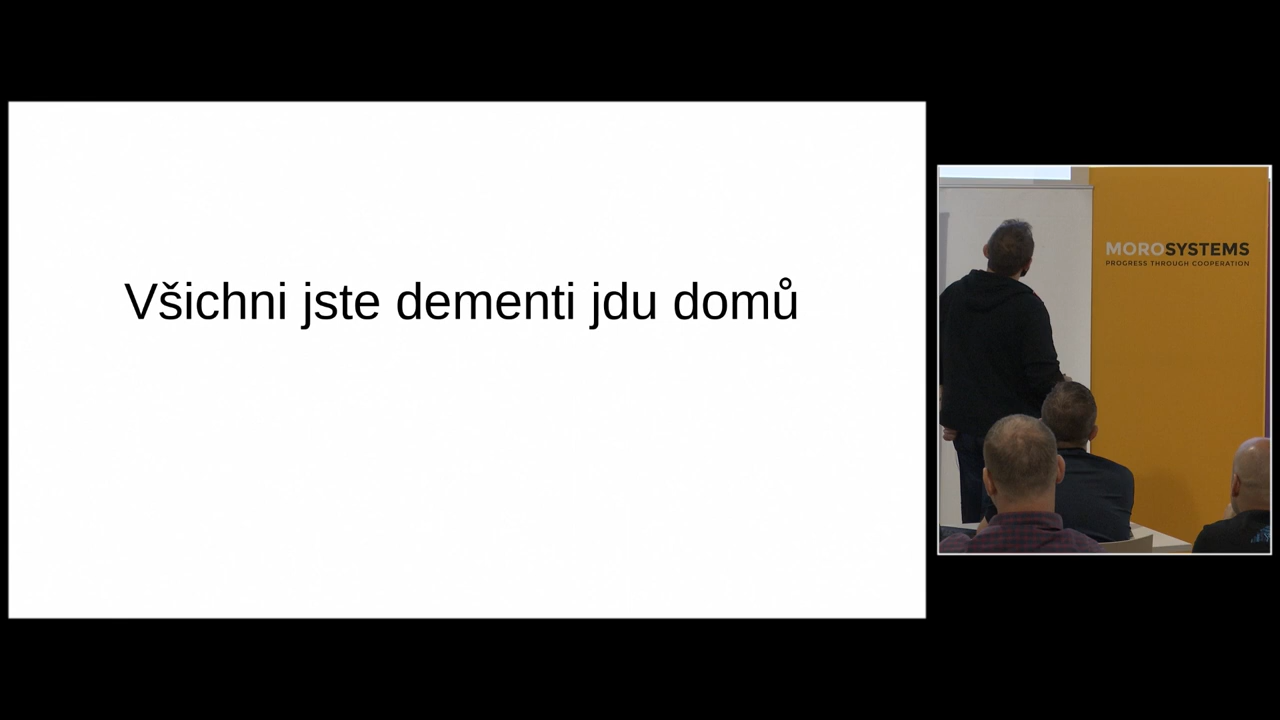 Všichni jste dementi jdu domů
MOROSYSTEMS
PROGRESS THROUGH COOPERATION